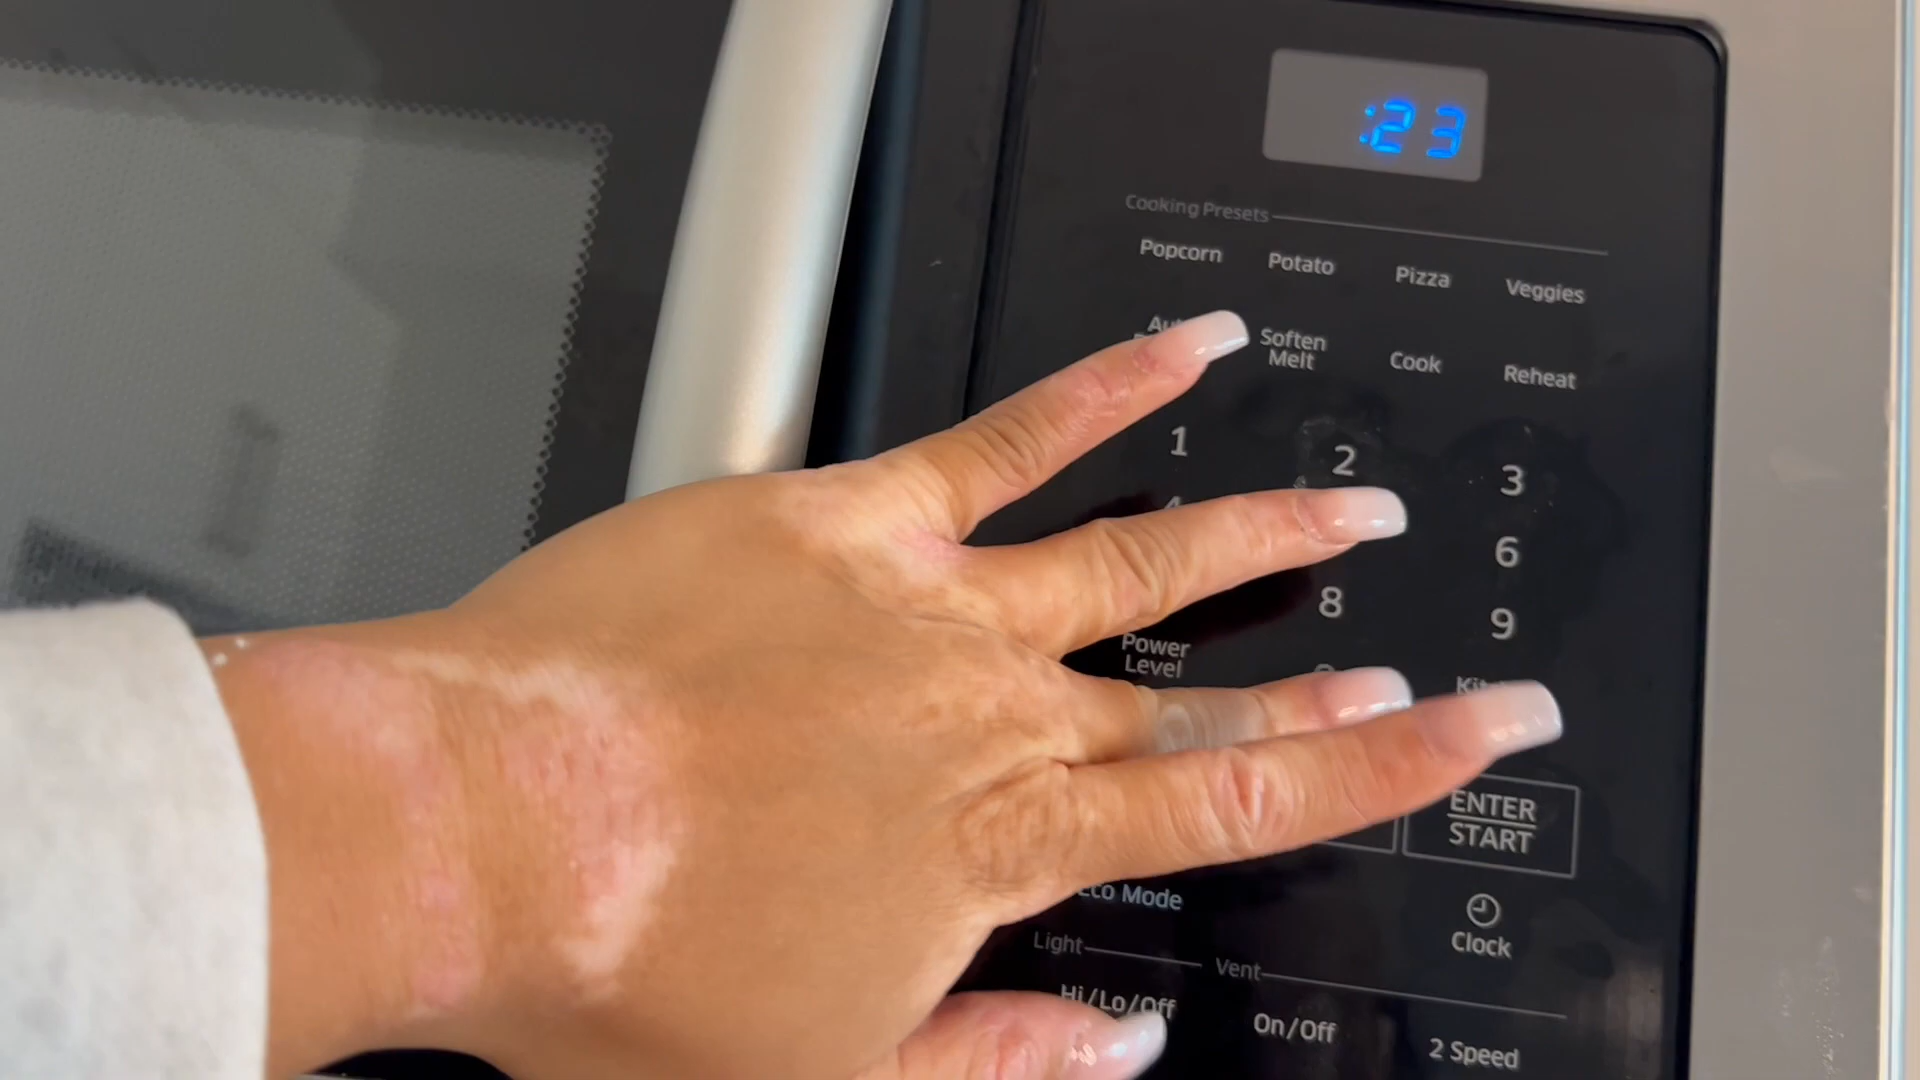 :23
Cooking Presets
Popcorn Potato Pizza Veggies
Soften
Melt
Cook Reheat
1 2 3
6
8 9
Power
Level
ENTER
START
Eco Mode
Clock
Light Vent
Hi/Lo/Off On/Off 2 Speed